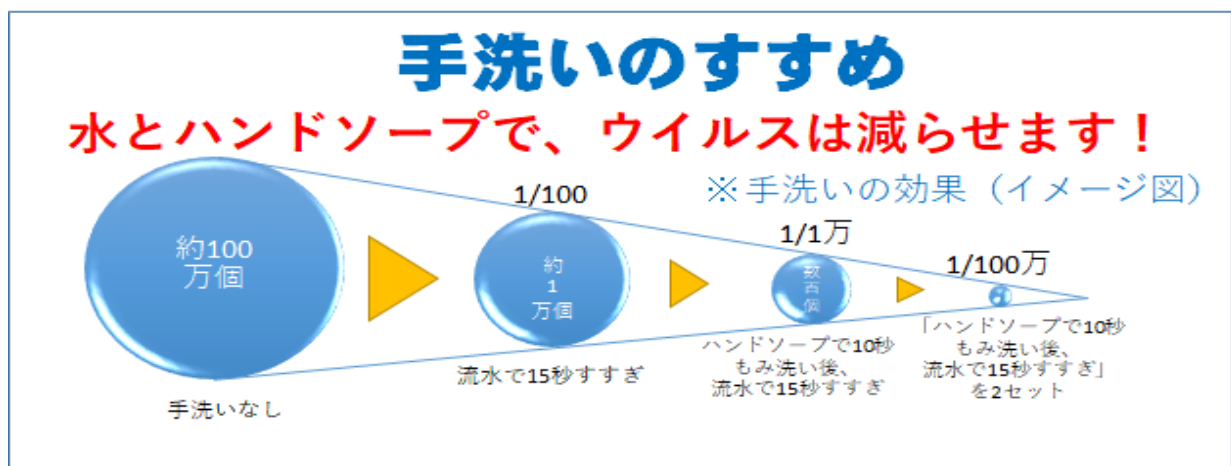 手洗いのすすめ
水とハンドソープで、ウイルスは減らせます！
※手洗いの効果（イメージ図）
約100
万個
手洗いなし
1/100
約
1
万個
流水で15秒すすぎ
1/1万
数
百
個
ハンドソープで10秒
もみ洗い後、
流水で15秒すすぎ
1/100万
「ハンドソープで10秒
もみ洗い後、
流水で15秒すすぎ」
を2セット